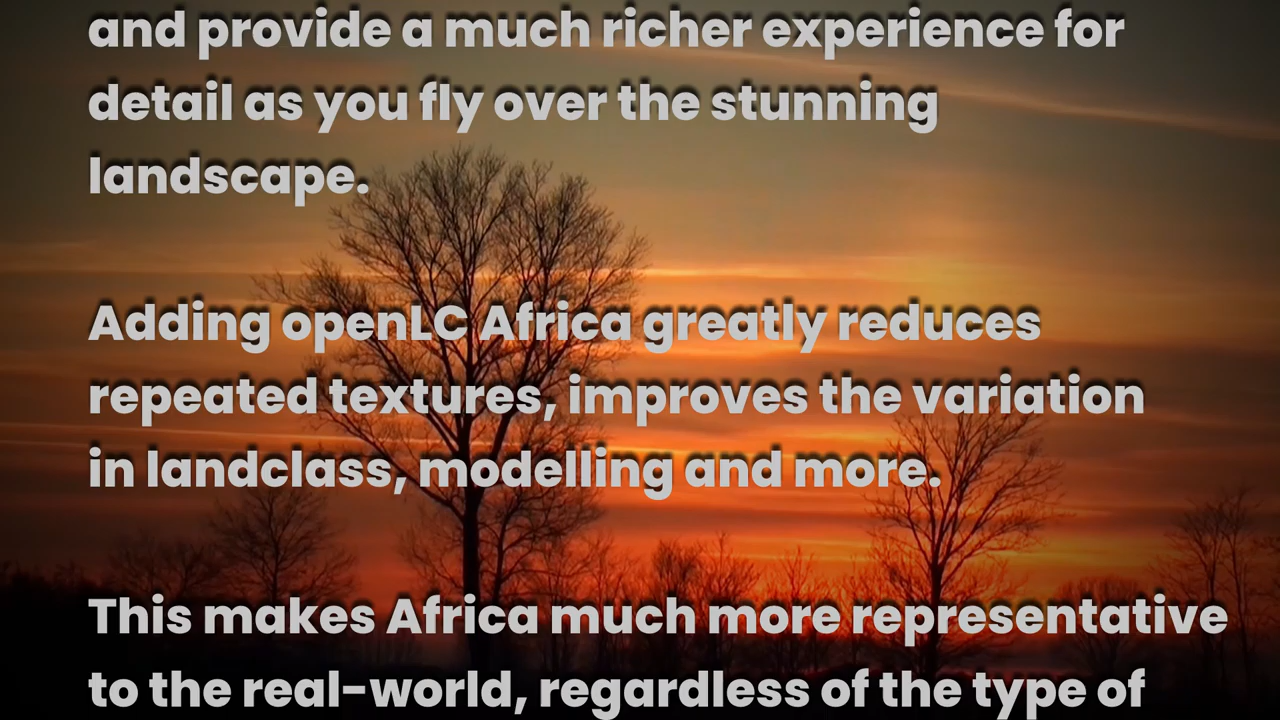 and provide a much richer experience for
detail as you fly over the stunning
landscape.
Adding openLC Africa greatly reduces
repeated textures, improves the variation
in landclass, modelling and more.
This makes Africa much more representative
to the real-world, regardless of the type of